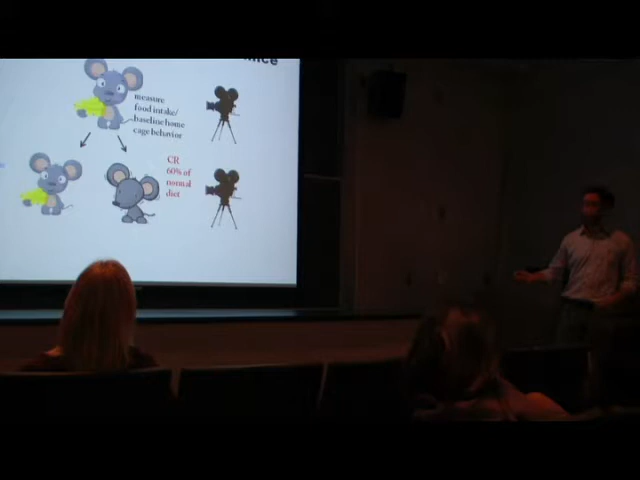 mice
measure
food intake/
baseline home
cage behavior
CR
60% of
normal
diet